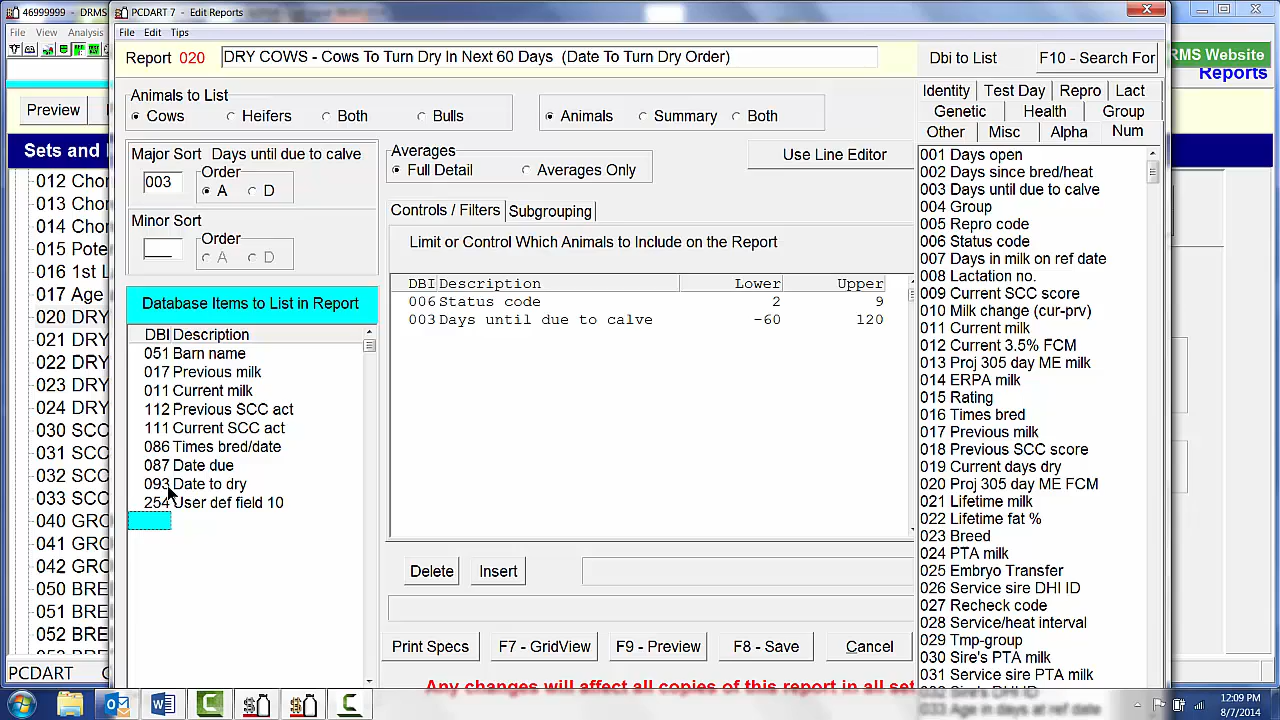 46999999 - DRMS
File View Analysis
Preview
Sets and
012 Chor
013 Chor
014 Chor
015 Pote
016 1st L
017 Age
020 DRY
021 DRY
022 DRY
023 DRY
024 DRY
030 SCC
031 SCC
032 SCC
033 SCC
040 GRO
041 GRO
042 GRO
050 BRE
051 BRE
052 BRE
PCDART C
PCDART 7 - Edit Reports
File Edit Tips
Report 020 DRY COWS - Cows To Turn Dry In Next 60 Days (Date To Turn Dry Order)
Animals to List
Cows Heifers Both Bulls
Animals Summary Both
Major Sort Days until due to calve
003 Order
A D
Minor Sort
Order
A D
Averages
Full Detail Averages Only
Use Line Editor
Controls / Filters Subgrouping
Limit or Control Which Animals to Include on the Report
DBI Description Lower Upper
006 Status code 2 9
003 Days until due to calve -60 120
Database Items to List in Report
DBI Description
051 Barn name
017 Previous milk
011 Current milk
112 Previous SCC act
111 Current SCC act
086 Times bred/date
087 Date due
093 Date to dry
254 User def field 10
Delete Insert
Print Specs F7 - GridView F9 - Preview F8 - Save Cancel
Any changes will affect all copies of this report in all set
Dbi to List F10 - Search For
Identity Test Day Repro Lact
Genetic Health Group
Other Misc Alpha Num
001 Days open
002 Days since bred/heat
003 Days until due to calve
004 Group
005 Repro code
006 Status code
007 Days in milk on ref date
008 Lactation no.
009 Current SCC score
010 Milk change (cur-prv)
011 Current milk
012 Current 3.5% FCM
013 Proj 305 day ME milk
014 ERPA milk
015 Rating
016 Times bred
017 Previous milk
018 Previous SCC score
019 Current days dry
020 Proj 305 day ME FCM
021 Lifetime milk
022 Lifetime fat %
023 Breed
024 PTA milk
025 Embryo Transfer
026 Service sire DHI ID
027 Recheck code
028 Service/heat interval
029 Tmp-group
030 Sire's PTA milk
031 Service sire PTA milk
032 Sire's DHI ID
033 Age in days at ref date
RMS Website
Reports
12:09 PM
8/7/2014